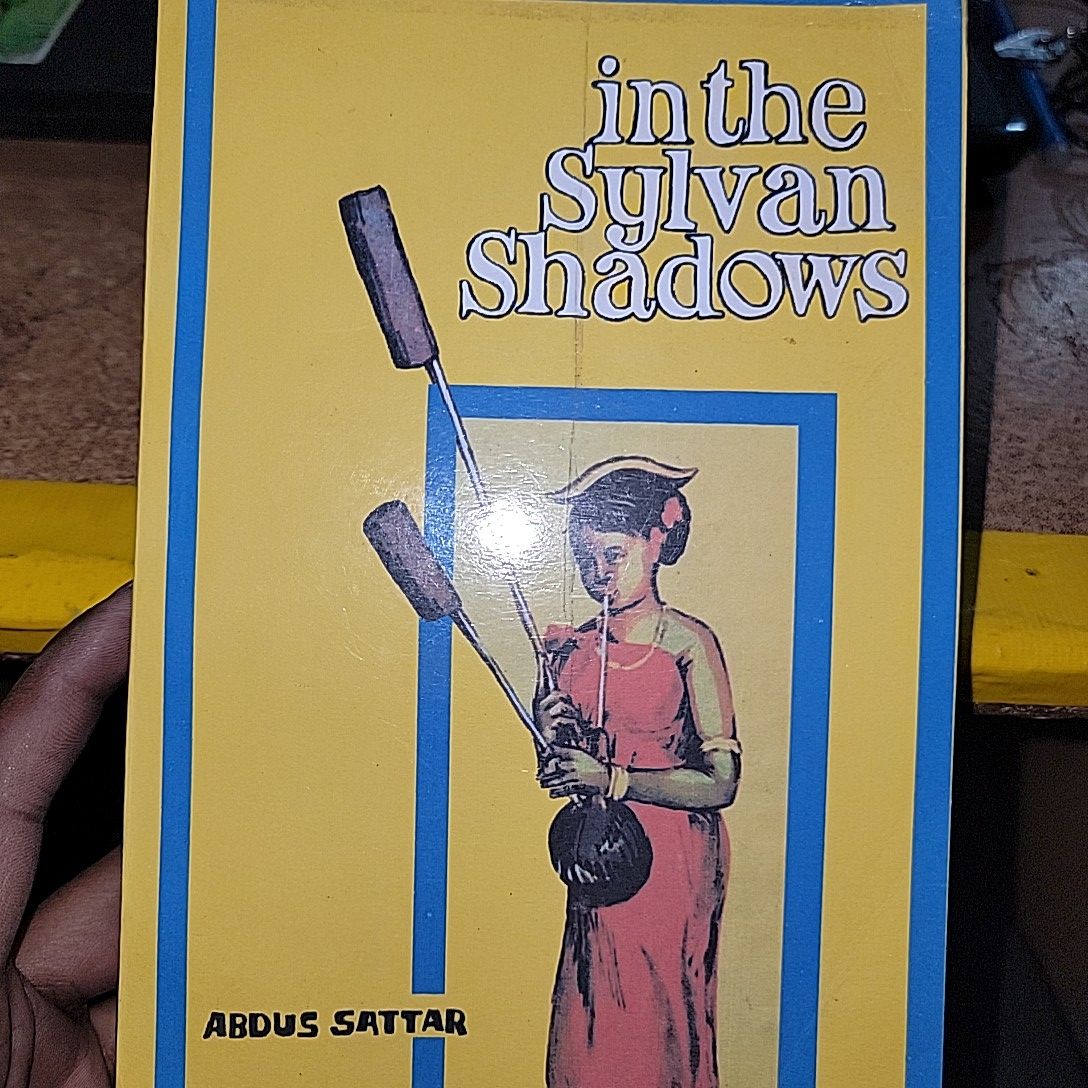 in the
Sylvan
Shadows
ABDUS SATTAR